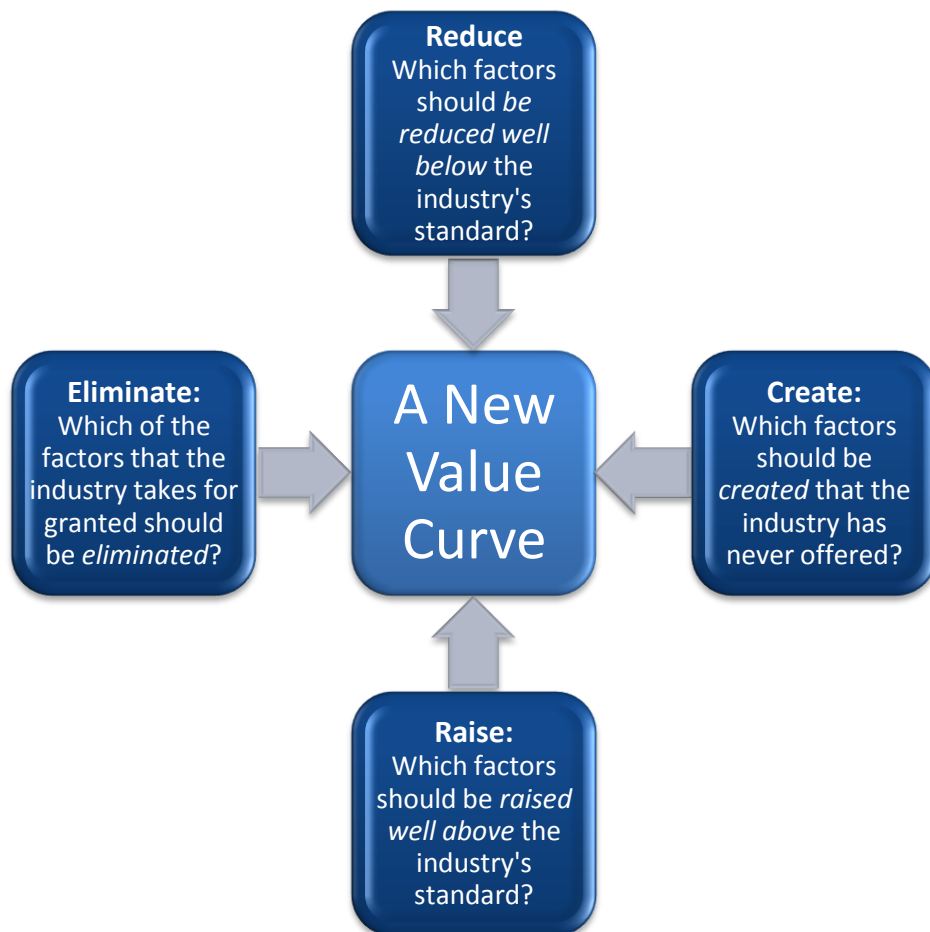 Reduce
Which factors
should be
reduced well
below the
industry's
standard?
Eliminate:
Which of the
factors that the
industry takes for
granted should
be eliminated?
A New
Value
Curve
Create:
Which factors
should be
created that the
industry has
never offered?
Raise:
Which factors
should be raised
well above the
industry's
standard?